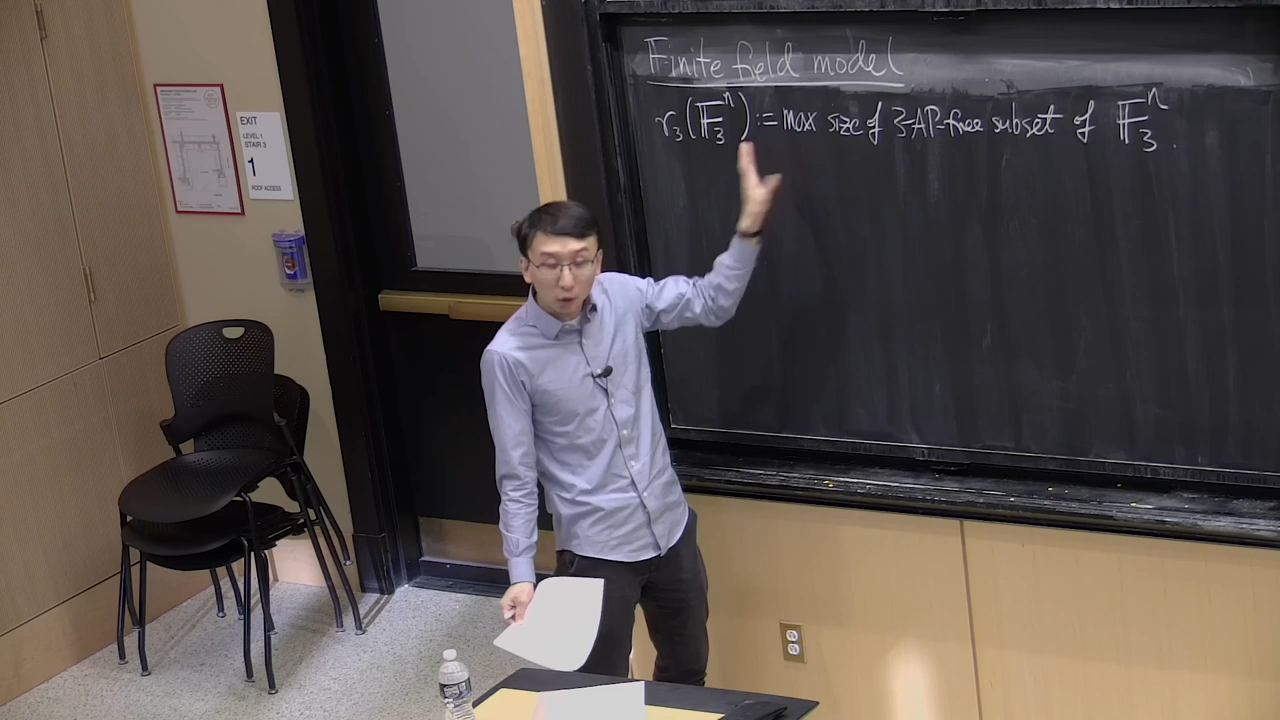 Finite field model
r₃(𝔽₃ⁿ) := max size of 3-AP-free subset of 𝔽₃ⁿ.
EXIT
LEVEL 1
STAIR 3
1
ROOF ACCESS